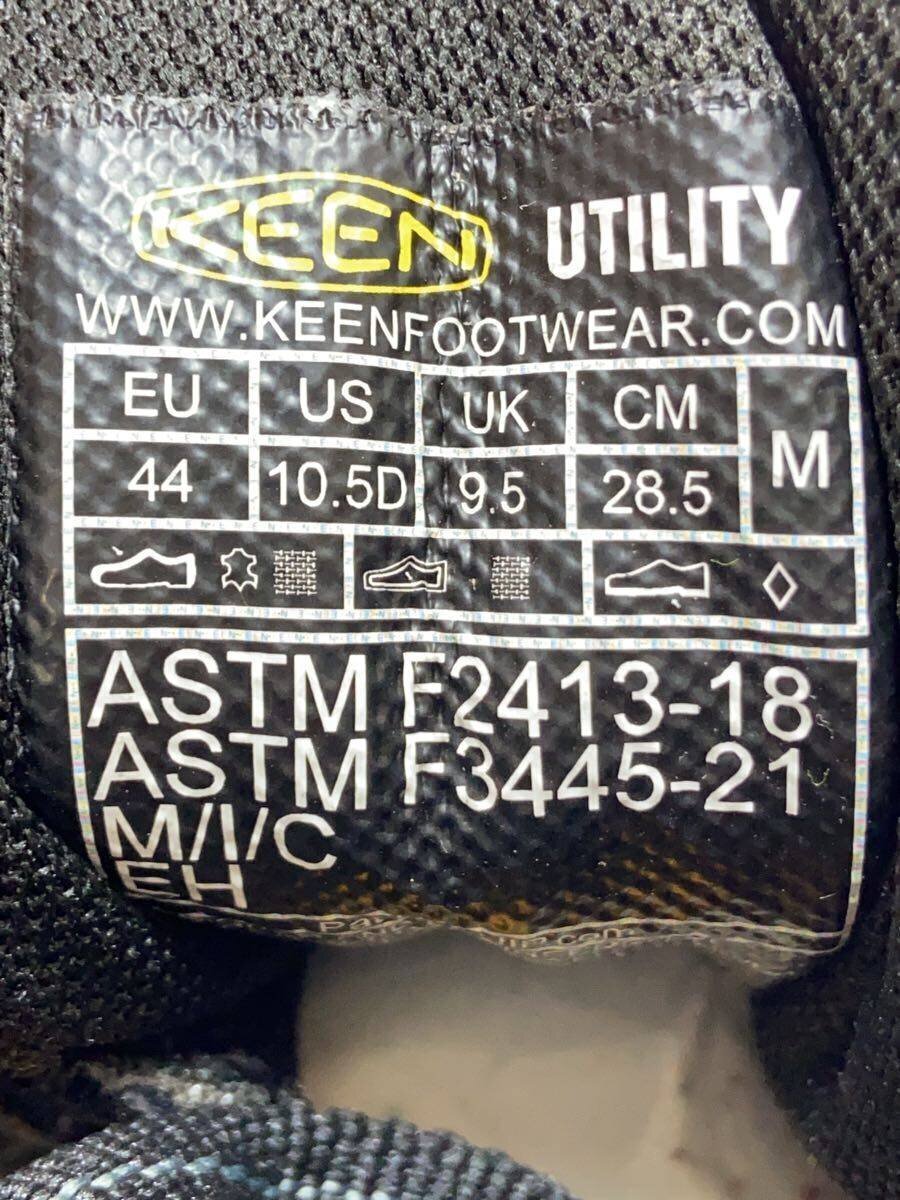 KEEN UTILITY
WWW.KEENFOOTWEAR.COM
EU US UK CM M
44 10.5D 9.5 28.5
ASTM F2413-18
ASTM F3445-21
M/I/C
EH